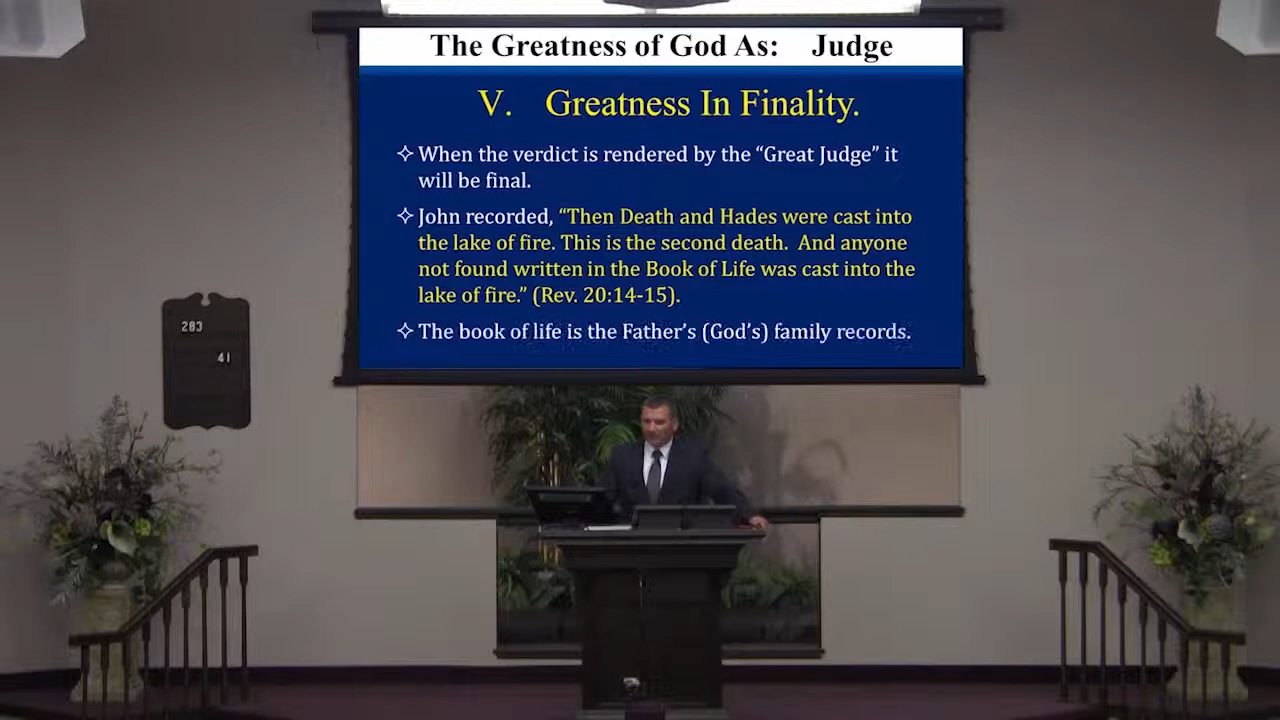 The Greatness of God As: Judge
V. Greatness In Finality.
When the verdict is rendered by the “Great Judge” it
will be final.
John recorded, “Then Death and Hades were cast into
the lake of fire. This is the second death. And anyone
not found written in the Book of Life was cast into the
lake of fire.” (Rev. 20:14-15).
The book of life is the Father’s (God’s) family records.
203
41